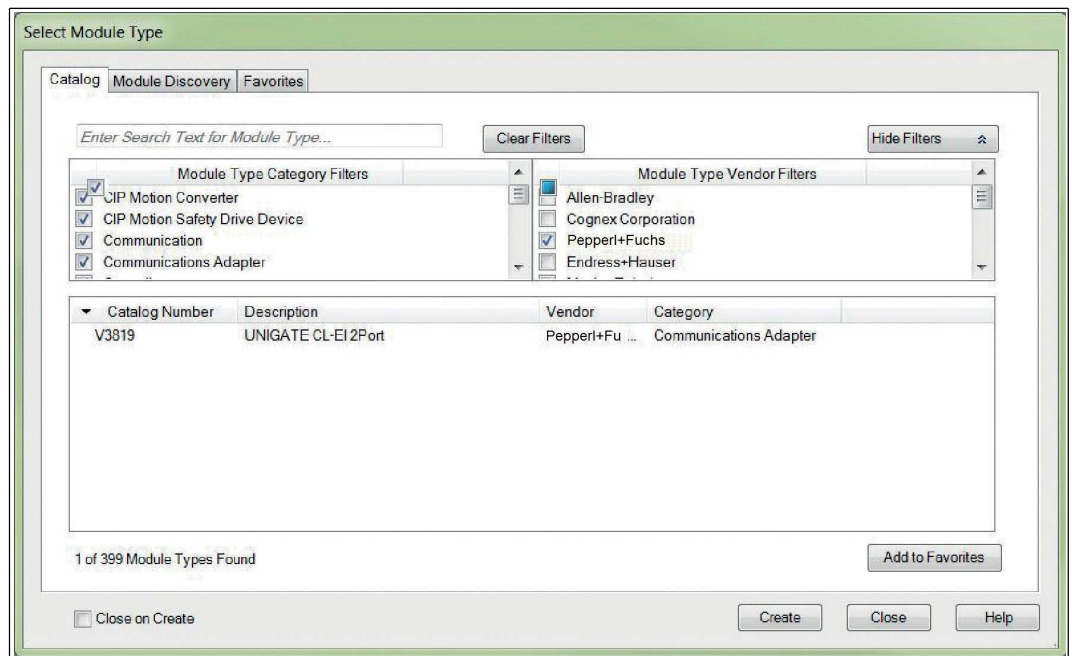 Select Module Type
Catalog Module Discovery Favorites
Enter Search Text for Module Type... Clear Filters Hide Filters
Module Type Category Filters Module Type Vendor Filters
CIP Motion Converter Allen-Bradley
CIP Motion Safety Drive Device Cognex Corporation
Communication Pepperl+Fuchs
Communications Adapter Endress+Hauser
Catalog Number Description Vendor Category
V3819 UNIGATE CL-EI 2Port Pepperl+Fu ... Communications Adapter
1 of 399 Module Types Found Add to Favorites
Close on Create Create Close Help